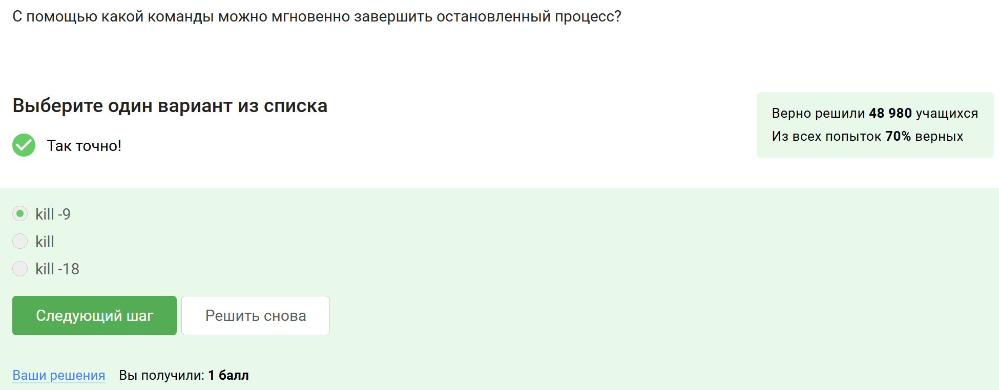 С помощью какой команды можно мгновенно завершить остановленный процесс?
Выберите один вариант из списка
Так точно!
Верно решили 48 980 учащихся
Из всех попыток 70% верных
kill -9
kill
kill -18
Следующий шаг
Решить снова
Ваши решения Вы получили: 1 балл